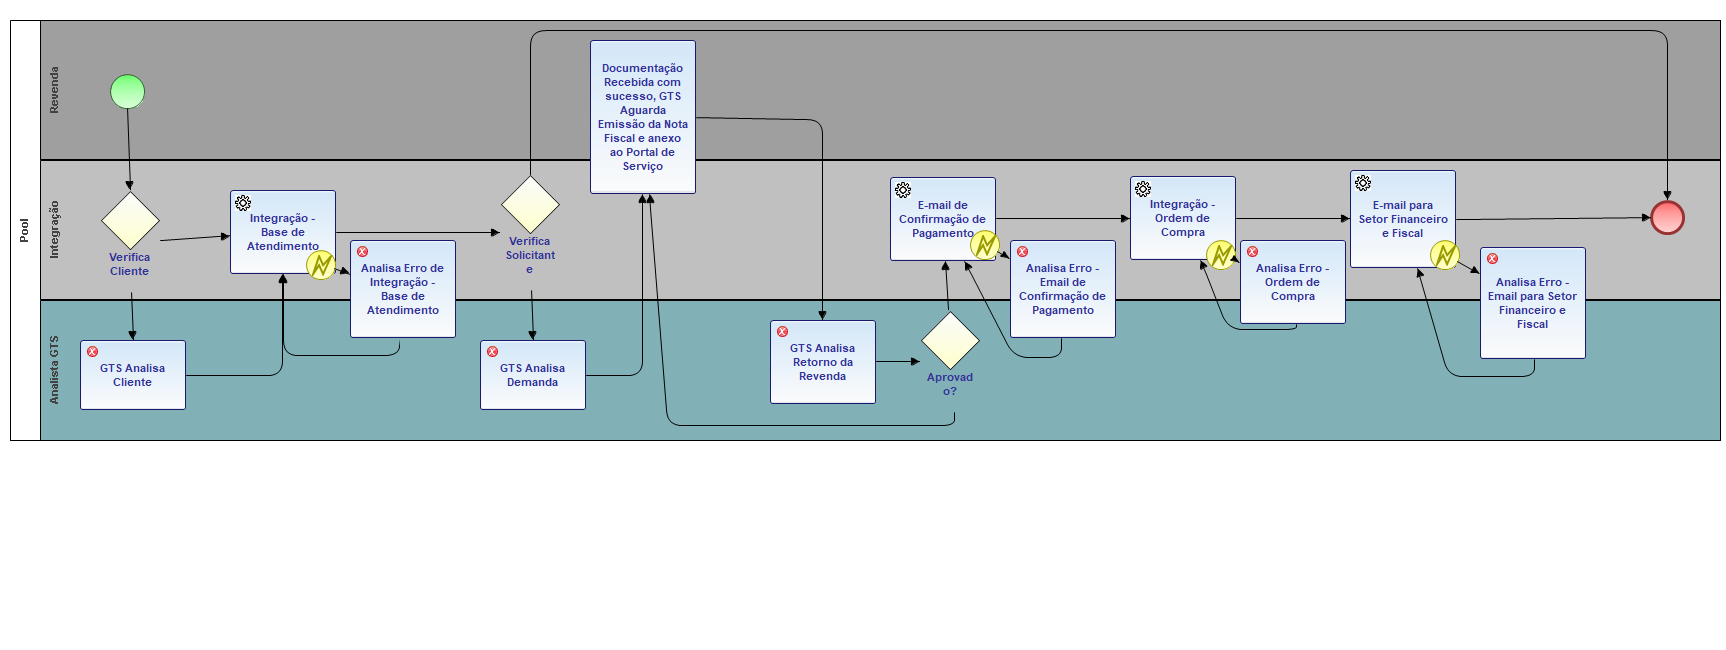 Pool
Revenda
Integração
Analista GTS
Verifica
Cliente
GTS Analisa
Cliente
Integração -
Base de
Atendimento
Analisa Erro de
Integração -
Base de
Atendimento
Verifica
Solicitant
e
GTS Analisa
Demanda
Documentação
Recebida com
sucesso, GTS
Aguarda
Emissão da Nota
Fiscal e anexo
ao Portal de
Serviço
GTS Analisa
Retorno da
Revenda
Aprovad
o?
E-mail de
Confirmação de
Pagamento
Analisa Erro -
Email de
Confirmação de
Pagamento
Integração -
Ordem de
Compra
Analisa Erro -
Ordem de
Compra
E-mail para
Setor Financeiro
e Fiscal
Analisa Erro -
Email para Setor
Financeiro e
Fiscal